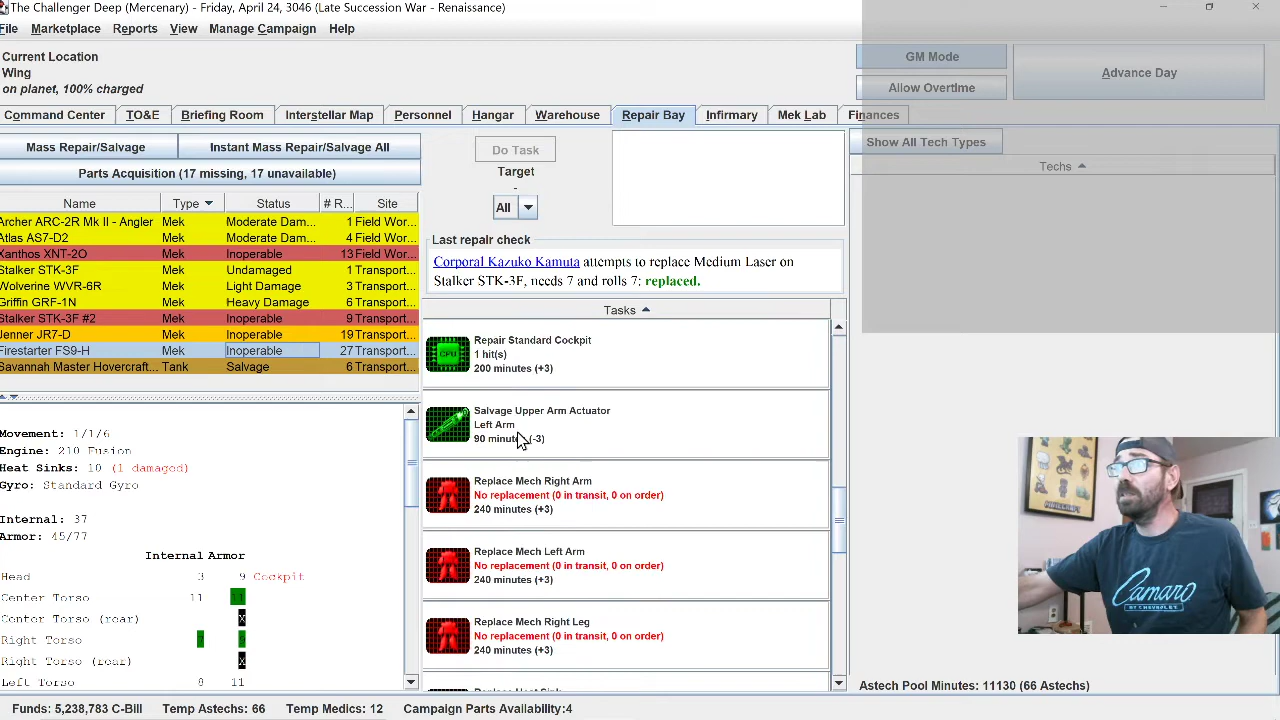 The Challenger Deep (Mercenary) - Friday, April 24, 3046 (Late Succession War - Renaissance)
File Marketplace Reports View Manage Campaign Help
Current Location
Wing
on planet, 100% charged
GM Mode
Allow Overtime
Advance Day
Command Center TO&E Briefing Room Interstellar Map Personnel Hangar Warehouse Repair Bay Infirmary Mek Lab Finances
Mass Repair/Salvage Instant Mass Repair/Salvage All
Parts Acquisition (17 missing, 17 unavailable)
Name Type Status # R... Site
Archer ARC-2R Mk II - Angler Mek Moderate Dam... 1 Field Wor...
Atlas AS7-D2 Mek Moderate Dam... 4 Field Wor...
Xanthos XNT-2O Mek Inoperable 13 Field Wor...
Stalker STK-3F Mek Undamaged 1 Transport...
Wolverine WVR-6R Mek Light Damage 3 Transport...
Griffin GRF-1N Mek Heavy Damage 6 Transport...
Stalker STK-3F #2 Mek Inoperable 9 Transport...
Jenner JR7-D Mek Inoperable 19 Transport...
Firestarter FS9-H Mek Inoperable 27 Transport...
Savannah Master Hovercraft... Tank Salvage 6 Transport...
Movement: 1/1/6
Engine: 210 Fusion
Heat Sinks: 10 (1 damaged)
Gyro: Standard Gyro
Internal: 37
Armor: 45/77
Internal Armor
Head 3 9 Cockpit
Center Torso 11 11
Center Torso (rear) X
Right Torso
Right Torso (rear) X
Left Torso 8 11
Do Task
Target
-
All
Last repair check
Corporal Kazuko Kamuta attempts to replace Medium Laser on
Stalker STK-3F, needs 7 and rolls 7: replaced.
Tasks
Repair Standard Cockpit
1 hit(s)
200 minutes (+3)
Salvage Upper Arm Actuator
Left Arm
90 minutes (-3)
Replace Mech Right Arm
No replacement (0 in transit, 0 on order)
240 minutes (+3)
Replace Mech Left Arm
No replacement (0 in transit, 0 on order)
240 minutes (+3)
Replace Mech Right Leg
No replacement (0 in transit, 0 on order)
240 minutes (+3)
Replace Heat Sink
Show All Tech Types
Techs
Camaro
BY CHEVROLET
Astech Pool Minutes: 11130 (66 Astechs)
Funds: 5,238,783 C-Bill Temp Astechs: 66 Temp Medics: 12 Campaign Parts Availability:4